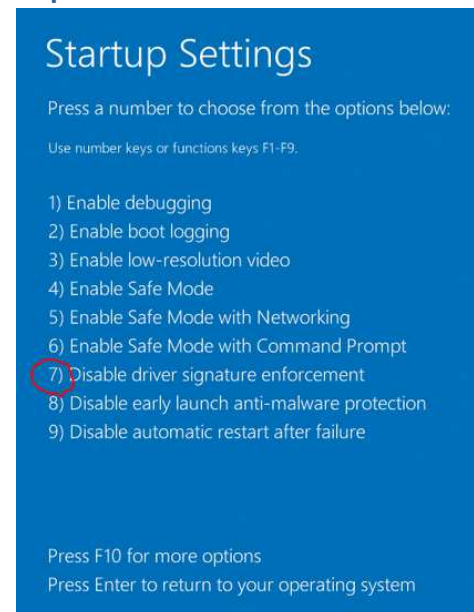 Startup Settings
Press a number to choose from the options below:
Use number keys or functions keys F1-F9.
1) Enable debugging
2) Enable boot logging
3) Enable low-resolution video
4) Enable Safe Mode
5) Enable Safe Mode with Networking
6) Enable Safe Mode with Command Prompt
7) Disable driver signature enforcement
8) Disable early launch anti-malware protection
9) Disable automatic restart after failure
Press F10 for more options
Press Enter to return to your operating system